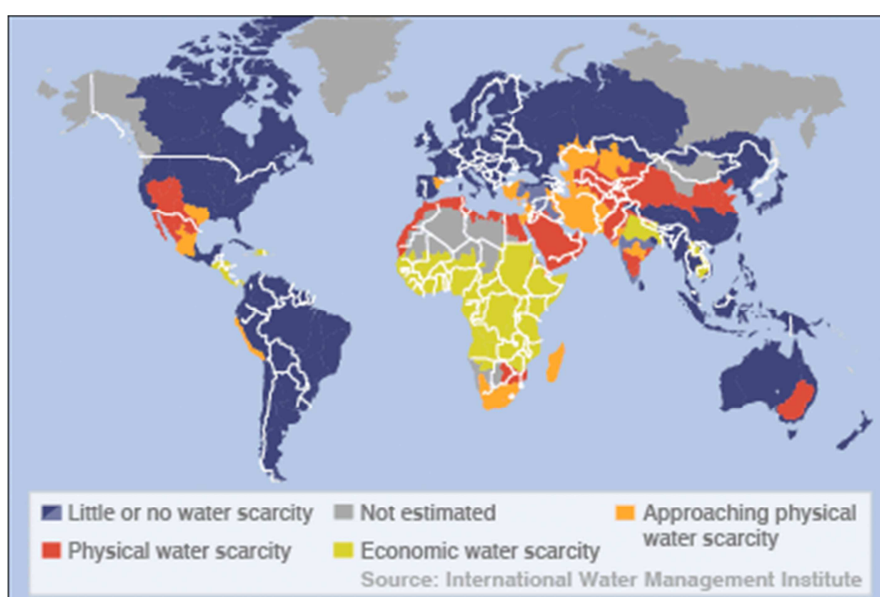 Little or no water scarcity
Not estimated
Approaching physical
water scarcity
Physical water scarcity
Economic water scarcity
Source: International Water Management Institute